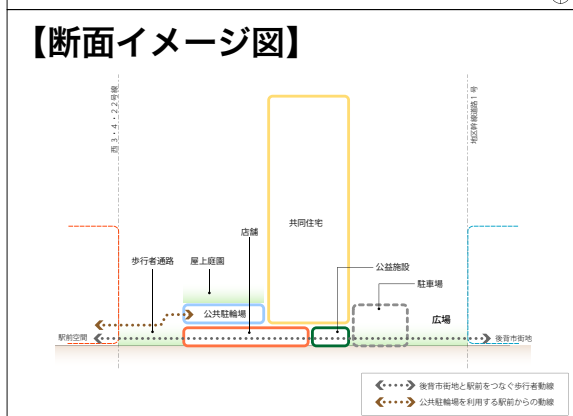 【断面イメージ図】
西3・4・22号線
地区幹線道路1号
共同住宅
店舗
歩行者通路
屋上庭園
公益施設
駐車場
公共駐輪場
広場
駅前空間
後背市街地
後背市街地と駅前をつなぐ歩行者動線
公共駐輪場を利用する駅前からの動線